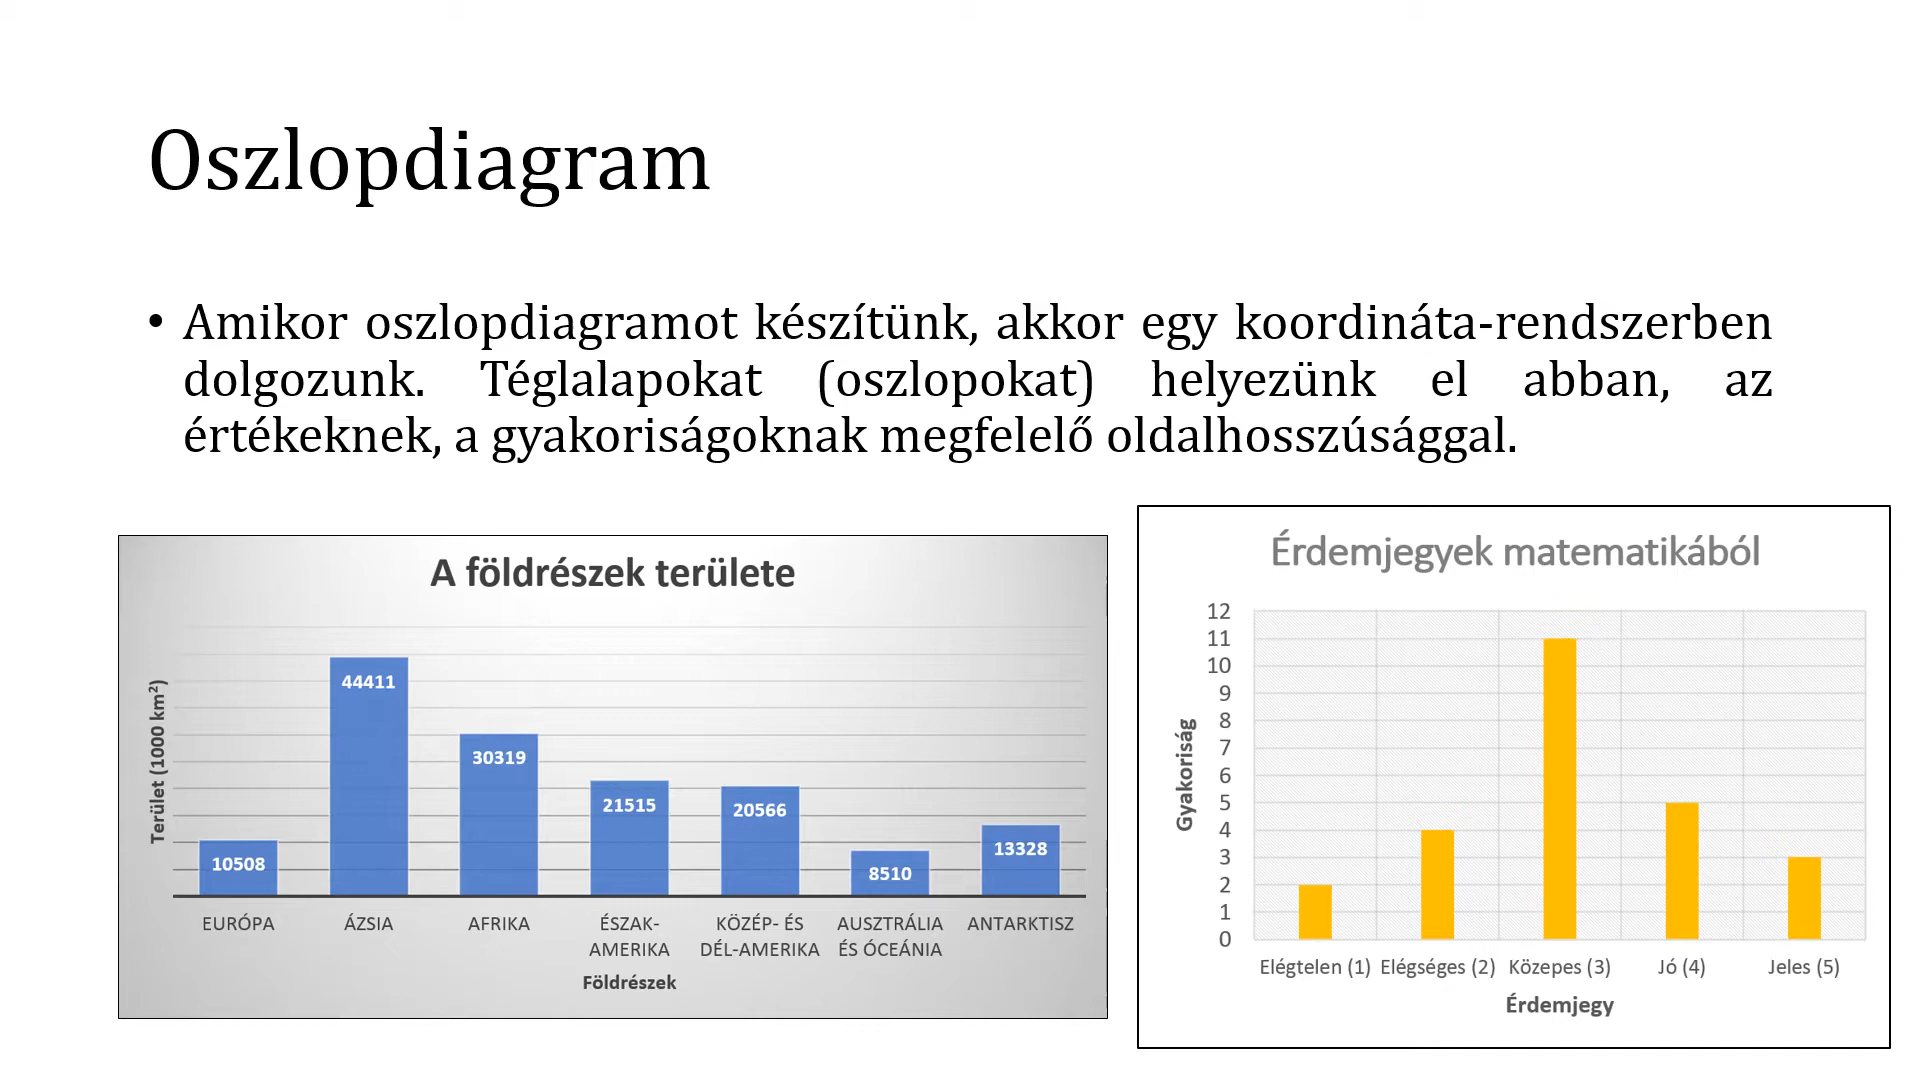 Oszlopdiagram
• Amikor oszlopdiagramot készítünk, akkor egy koordináta-rendszerben
dolgozunk. Téglalapokat (oszlopokat) helyezünk el abban, az
értékeknek, a gyakoriságoknak megfelelő oldalhosszúsággal.
A földrészek területe
Terület (1000 km²)
10508
44411
30319
21515
20566
8510
13328
EURÓPA
ÁZSIA
AFRIKA
ÉSZAK-
AMERIKA
KÖZÉP- ÉS
DÉL-AMERIKA
AUSZTRÁLIA
ÉS ÓCEÁNIA
ANTARKTISZ
Földrészek
Érdemjegyek matematikából
Gyakoriság
12
11
10
9
8
7
6
5
4
3
2
1
0
Elégtelen (1)
Elégséges (2)
Közepes (3)
Jó (4)
Jeles (5)
Érdemjegy